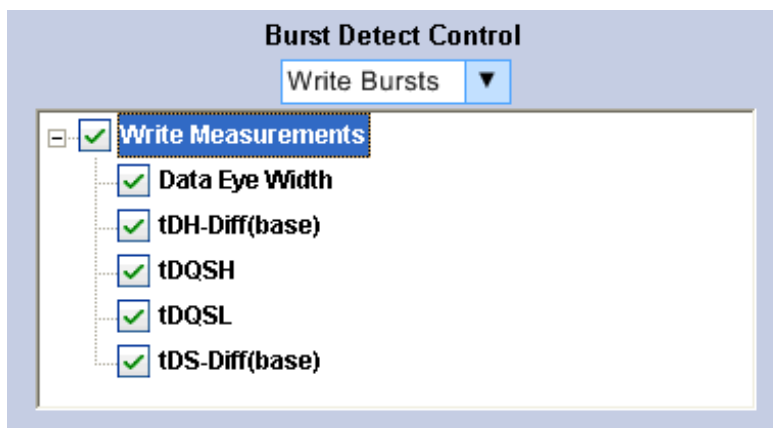 Burst Detect Control
Write Bursts
Write Measurements
Data Eye Width
tDH-Diff(base)
tDQSH
tDQSL
tDS-Diff(base)